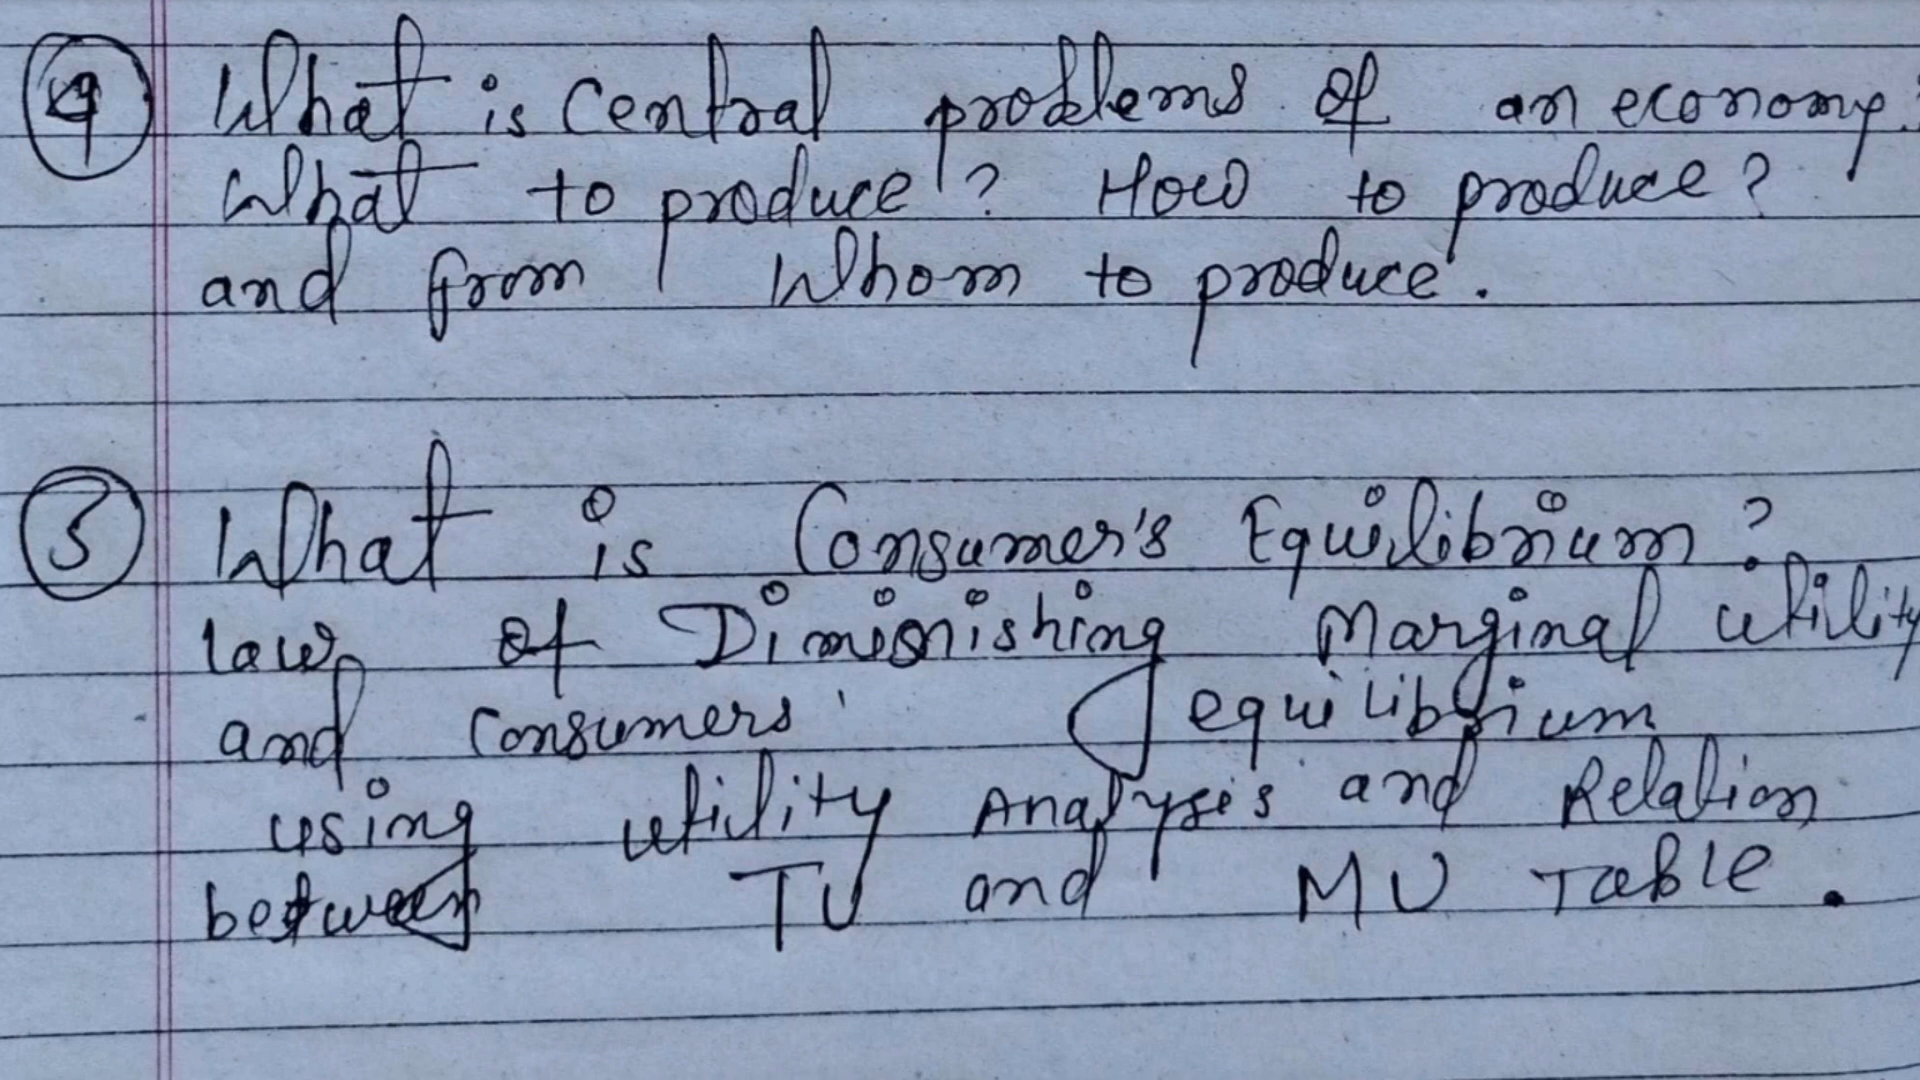 4 What is Central problems of an economy?
What to produce? How to produce?
and from Whom to produce.
5 What is Consumer's Equilibrium?
law of Diminishing Marginal utility
and consumers equilibrium
using utility Analysis and Relation
between TU and MU Table.